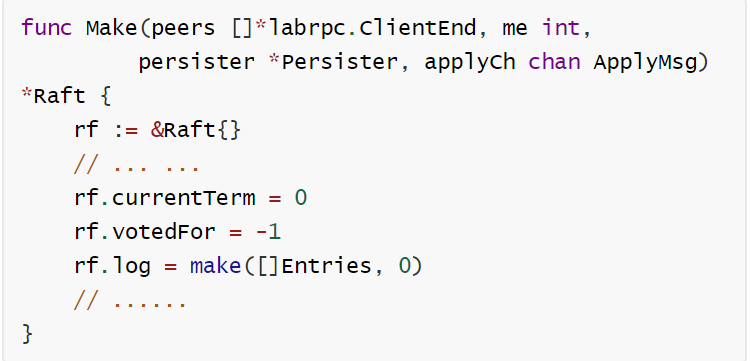 func Make(peers []*labrpc.ClientEnd, me int,
          persister *Persister, applyCh chan ApplyMsg)
*Raft {
    rf := &Raft{}
    // ... ...
    rf.currentTerm = 0
    rf.votedFor = -1
    rf.log = make([]Entries, 0)
    // ......
}